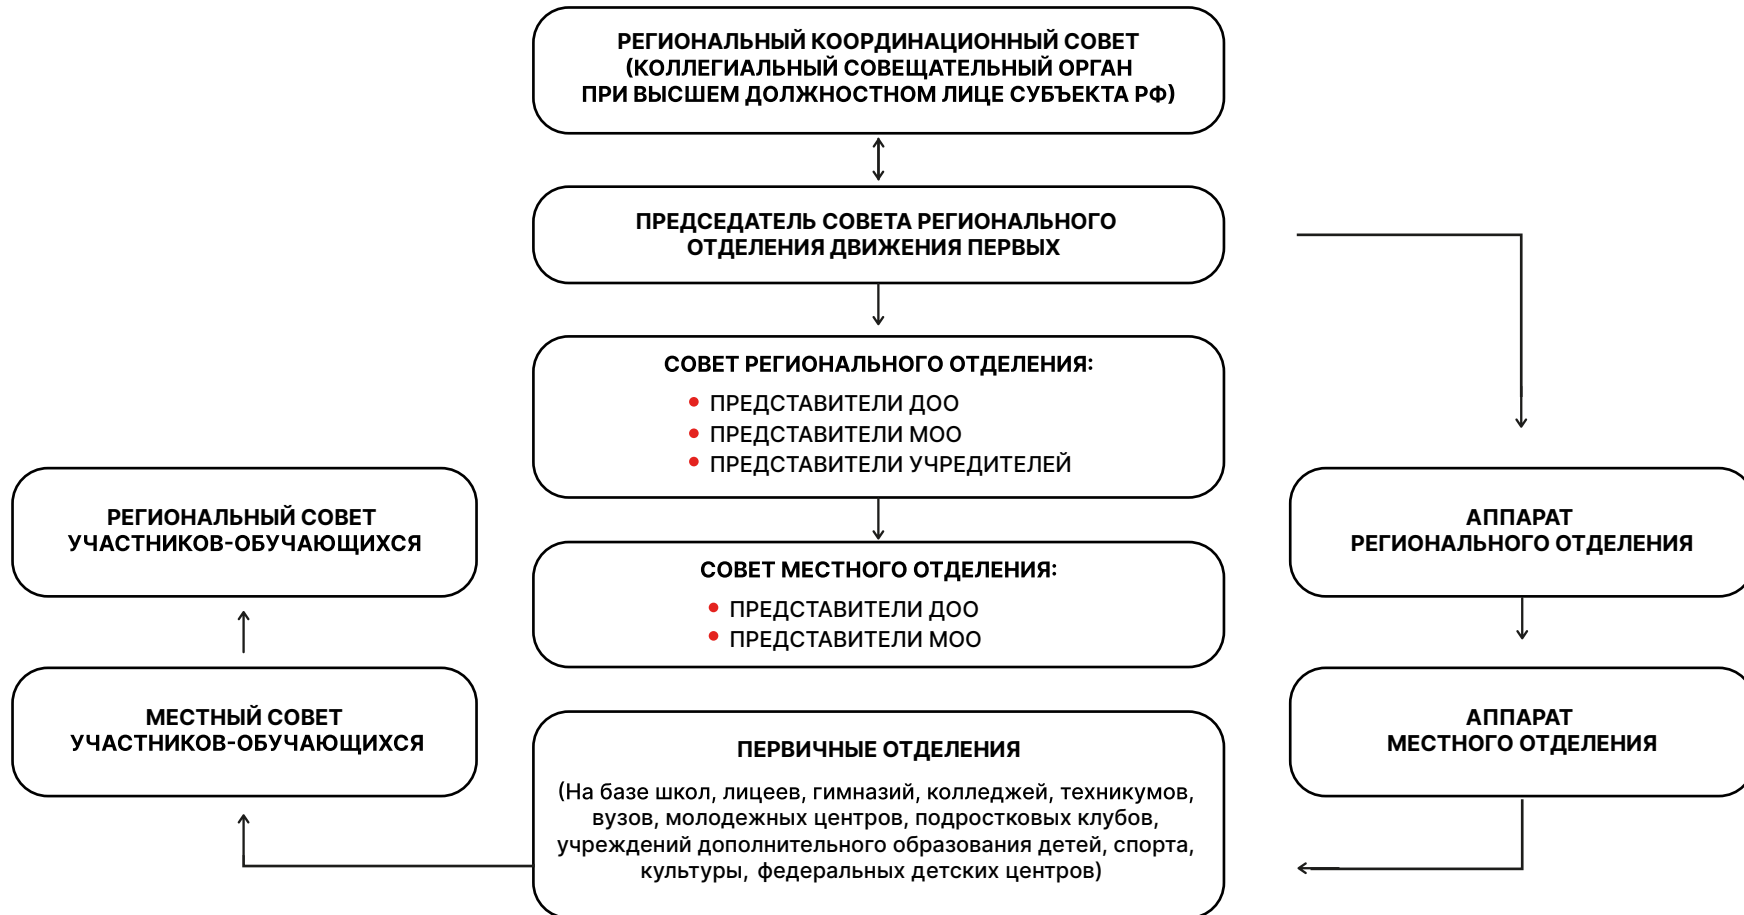 РЕГИОНАЛЬНЫЙ КООРДИНАЦИОННЫЙ СОВЕТ
(КОЛЛЕГИАЛЬНЫЙ СОВЕЩАТЕЛЬНЫЙ ОРГАН
ПРИ ВЫСШЕМ ДОЛЖНОСТНОМ ЛИЦЕ СУБЪЕКТА РФ)
ПРЕДСЕДАТЕЛЬ СОВЕТА РЕГИОНАЛЬНОГО
ОТДЕЛЕНИЯ ДВИЖЕНИЯ ПЕРВЫХ
СОВЕТ РЕГИОНАЛЬНОГО ОТДЕЛЕНИЯ:
• ПРЕДСТАВИТЕЛИ ДОО
• ПРЕДСТАВИТЕЛИ МОО
• ПРЕДСТАВИТЕЛИ УЧРЕДИТЕЛЕЙ
РЕГИОНАЛЬНЫЙ СОВЕТ
УЧАСТНИКОВ-ОБУЧАЮЩИХСЯ
АППАРАТ
РЕГИОНАЛЬНОГО ОТДЕЛЕНИЯ
СОВЕТ МЕСТНОГО ОТДЕЛЕНИЯ:
• ПРЕДСТАВИТЕЛИ ДОО
• ПРЕДСТАВИТЕЛИ МОО
МЕСТНЫЙ СОВЕТ
УЧАСТНИКОВ-ОБУЧАЮЩИХСЯ
АППАРАТ
МЕСТНОГО ОТДЕЛЕНИЯ
ПЕРВИЧНЫЕ ОТДЕЛЕНИЯ
(На базе школ, лицеев, гимназий, колледжей, техникумов,
вузов, молодежных центров, подростковых клубов,
учреждений дополнительного образования детей, спорта,
культуры, федеральных детских центров)